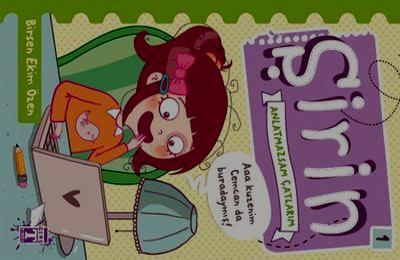 Birsen Ekim Özen
1
Şirin
ANLATMAZSAM ÇATLARIM
Aaa kuzenim
Cemcan da
buradaymış!